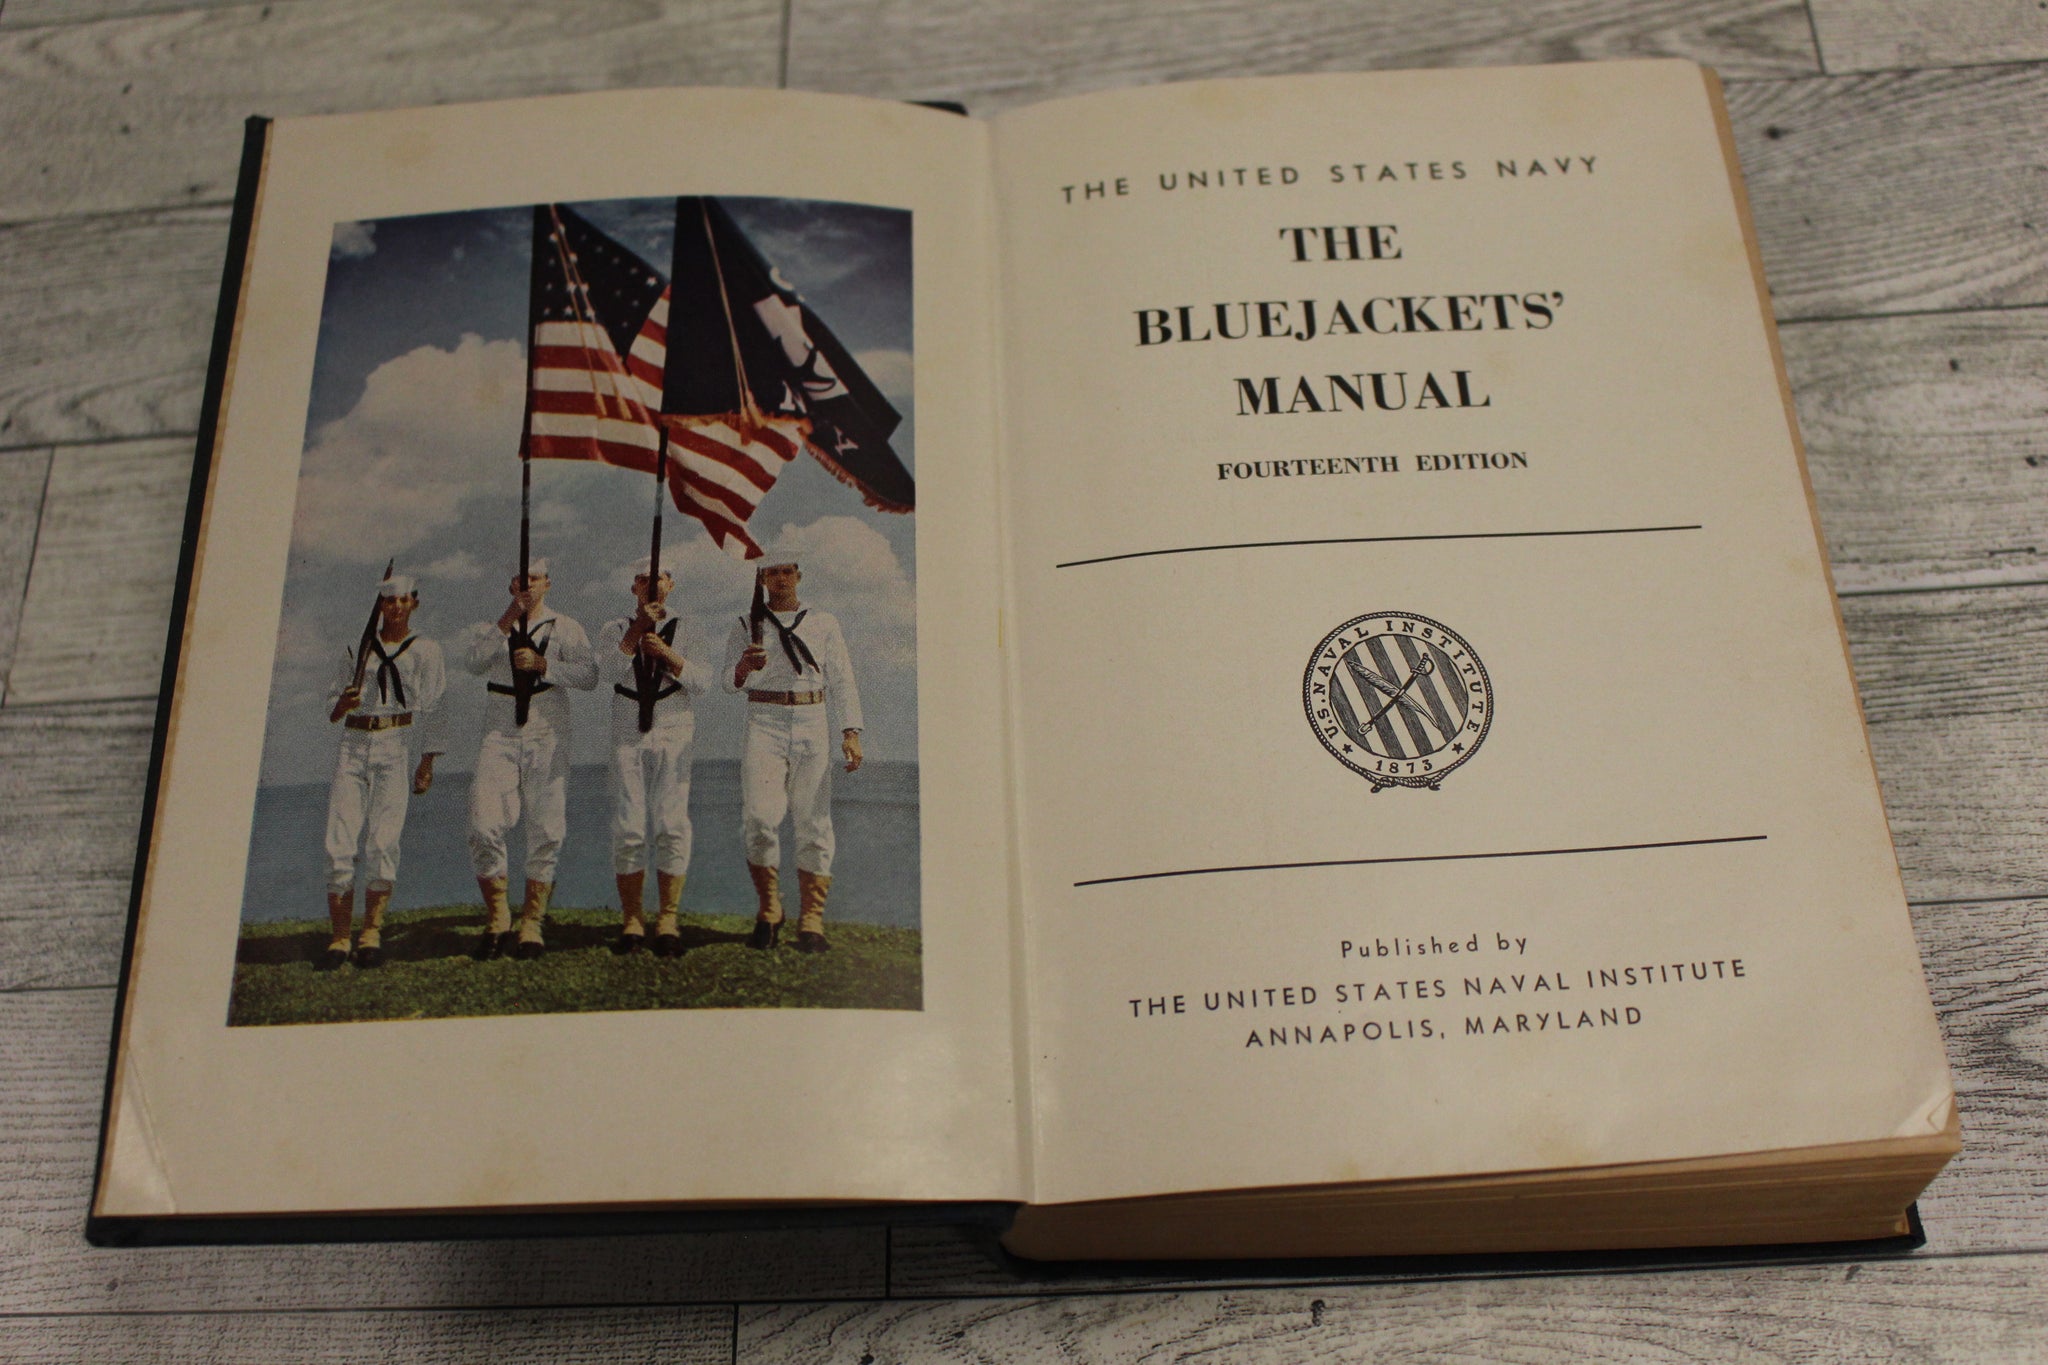 THE UNITED STATES NAVY
THE
BLUEJACKETS’
MANUAL
FOURTEENTH EDITION
U.S. NAVAL INSTITUTE
1873
Published by
THE UNITED STATES NAVAL INSTITUTE
ANNAPOLIS, MARYLAND